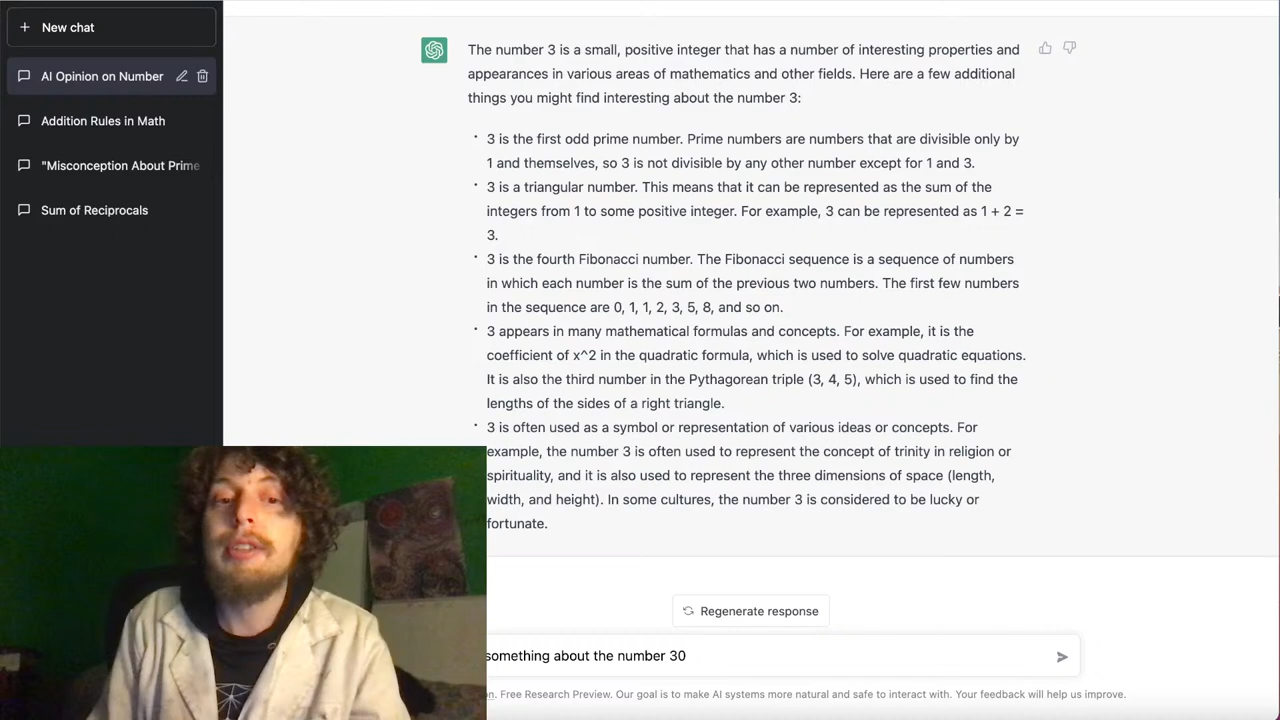 New chat
AI Opinion on Number
Addition Rules in Math
"Misconception About Prime
Sum of Reciprocals
The number 3 is a small, positive integer that has a number of interesting properties and
appearances in various areas of mathematics and other fields. Here are a few additional
things you might find interesting about the number 3:
3 is the first odd prime number. Prime numbers are numbers that are divisible only by
1 and themselves, so 3 is not divisible by any other number except for 1 and 3.
3 is a triangular number. This means that it can be represented as the sum of the
integers from 1 to some positive integer. For example, 3 can be represented as 1 + 2 =
3.
3 is the fourth Fibonacci number. The Fibonacci sequence is a sequence of numbers
in which each number is the sum of the previous two numbers. The first few numbers
in the sequence are 0, 1, 1, 2, 3, 5, 8, and so on.
3 appears in many mathematical formulas and concepts. For example, it is the
coefficient of x^2 in the quadratic formula, which is used to solve quadratic equations.
It is also the third number in the Pythagorean triple (3, 4, 5), which is used to find the
lengths of the sides of a right triangle.
3 is often used as a symbol or representation of various ideas or concepts. For
example, the number 3 is often used to represent the concept of trinity in religion or
spirituality, and it is also used to represent the three dimensions of space (length,
width, and height). In some cultures, the number 3 is considered to be lucky or
fortunate.
Regenerate response
something about the number 30
Free Research Preview. Our goal is to make AI systems more natural and safe to interact with. Your feedback will help us improve.